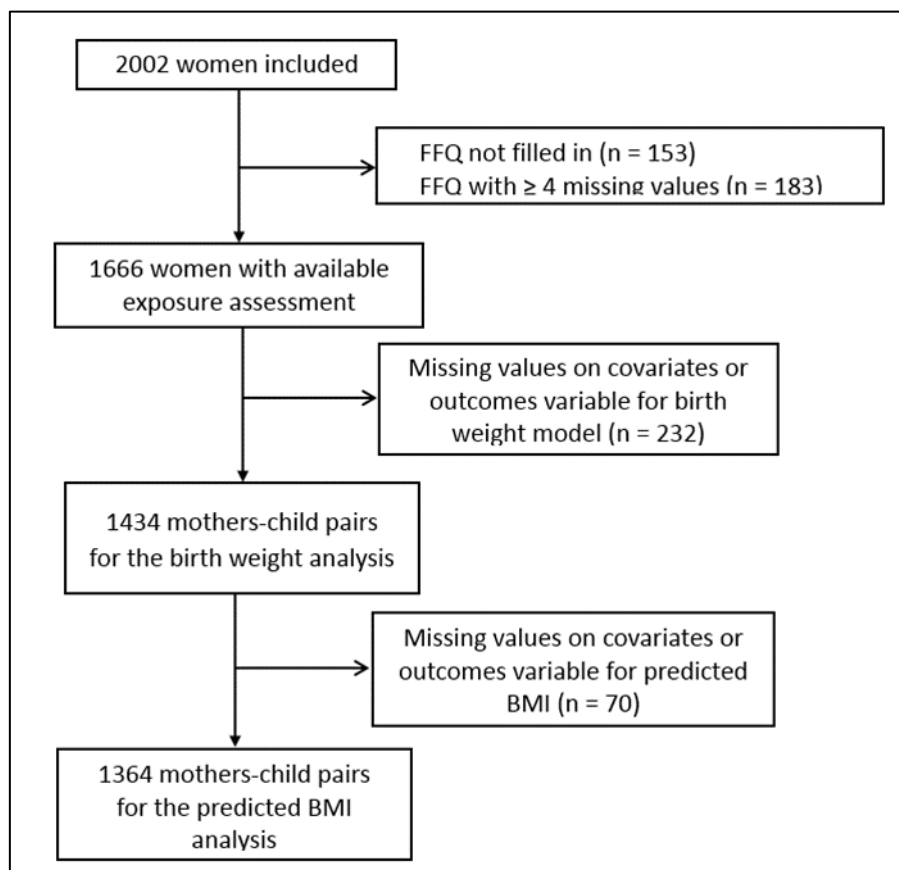 2002 women included
FFQ not filled in (n = 153)
FFQ with ≥ 4 missing values (n = 183)
1666 women with available
exposure assessment
Missing values on covariates or
outcomes variable for birth
weight model (n = 232)
1434 mothers-child pairs
for the birth weight analysis
Missing values on covariates or
outcomes variable for predicted
BMI (n = 70)
1364 mothers-child pairs
for the predicted BMI
analysis